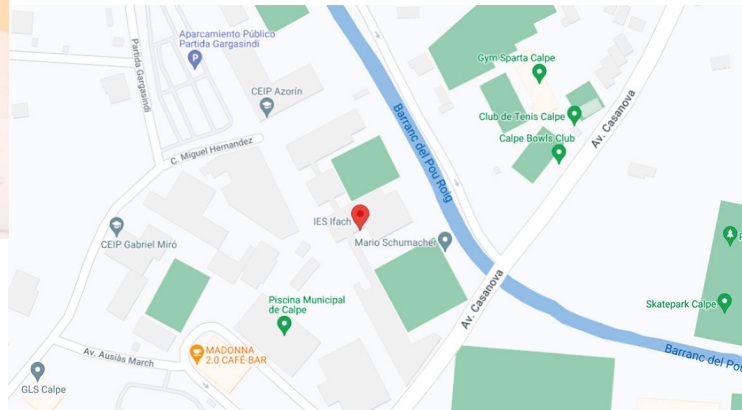 Aparcamiento Público
Partida Gargasindi
P
Partida Gargasindi
Gym Sparta Calpe
CEIP Azorín
Barranc del Pou Roig
Club de Tenis Calpe
Calpe Bowls Club
Av. Casanova
C. Miguel Hernandez
IES Ifach
Mario Schumacher
CEIP Gabriel Miró
Piscina Municipal
de Calpe
Av. Casanova
Skatepark Calpe
Av. Ausiàs March
MADONNA
2.0 CAFÉ-BAR
Barranc del Pou
GLS Calpe